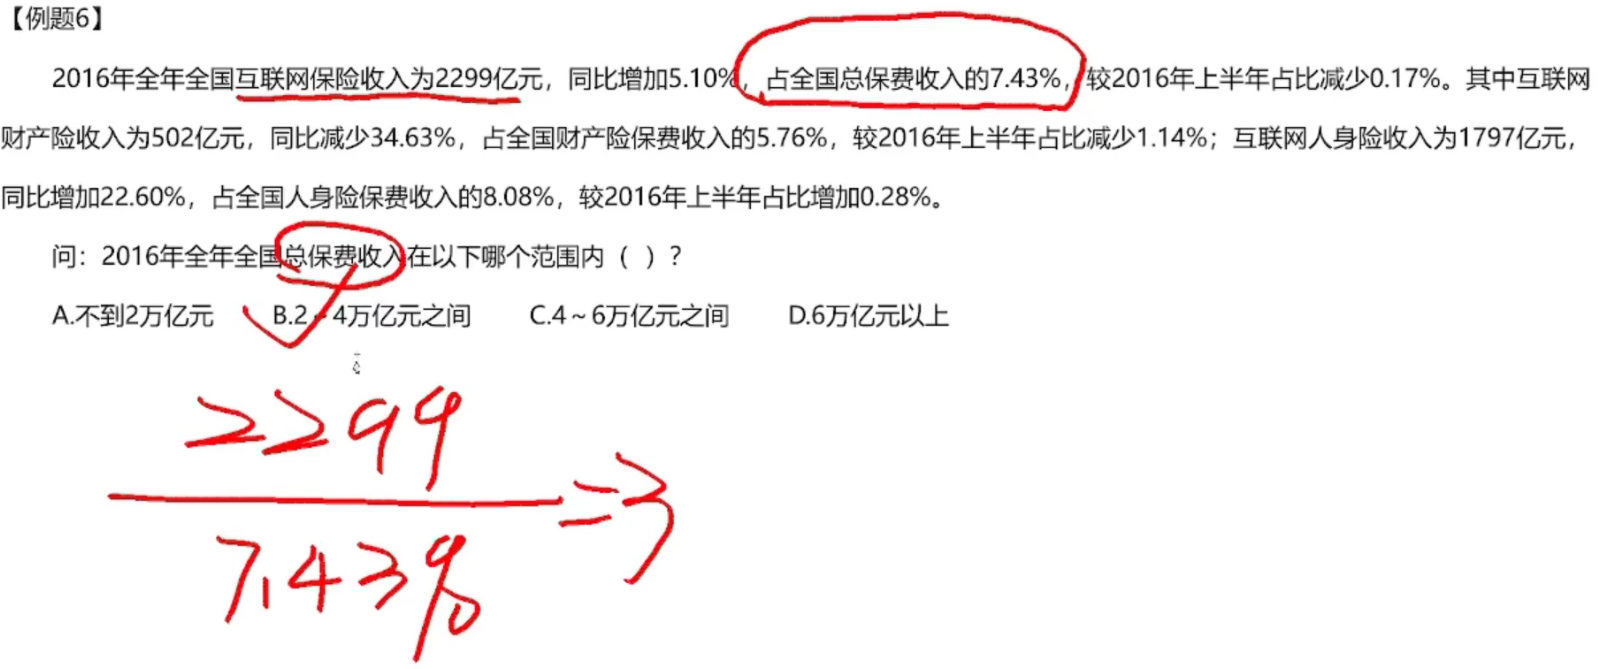 【例题6】
2016年全年全国互联网保险收入为2299亿元，同比增加5.10%，占全国总保费收入的7.43%，较2016年上半年占比减少0.17%。其中互联网
财产险收入为502亿元，同比减少34.63%，占全国财产险保费收入的5.76%，较2016年上半年占比减少1.14%；互联网人身险收入为1797亿元，
同比增加22.60%，占全国人身险保费收入的8.08%，较2016年上半年占比增加0.28%。
问：2016年全年全国总保费收入在以下哪个范围内（ ）？
A.不到2万亿元 B.2～4万亿元之间 C.4～6万亿元之间 D.6万亿元以上
2299
=3
7.43%